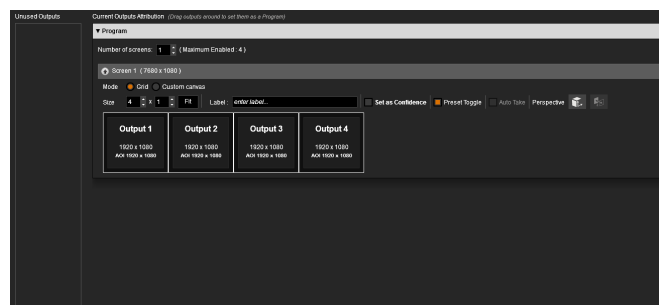 Unused Outputs
Current Outputs Attribution (Drag outputs around to set them as a Program)
▼ Program
Number of screens: 1 ( Maximum Enabled : 4 )
Screen 1 ( 7680 x 1080 )
Mode Grid Custom canvas
Size 4 x 1 Fit Label : enter label... Set as Confidence Preset Toggle Auto Take Perspective
Output 1 Output 2 Output 3 Output 4
1920 x 1080 1920 x 1080 1920 x 1080 1920 x 1080
AOI 1920 x 1080 AOI 1920 x 1080 AOI 1920 x 1080 AOI 1920 x 1080